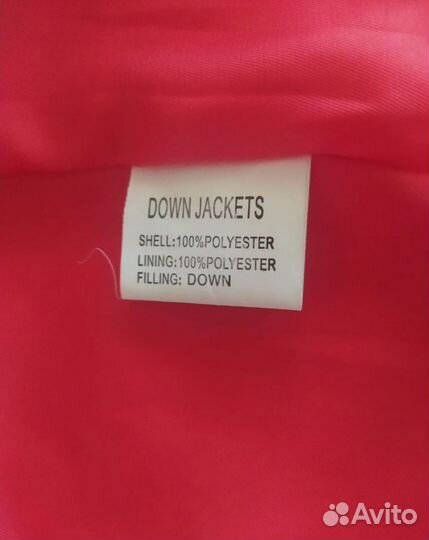 DOWN JACKETS
SHELL:100%POLYESTER
LINING:100%POLYESTER
FILLING: DOWN
Avito